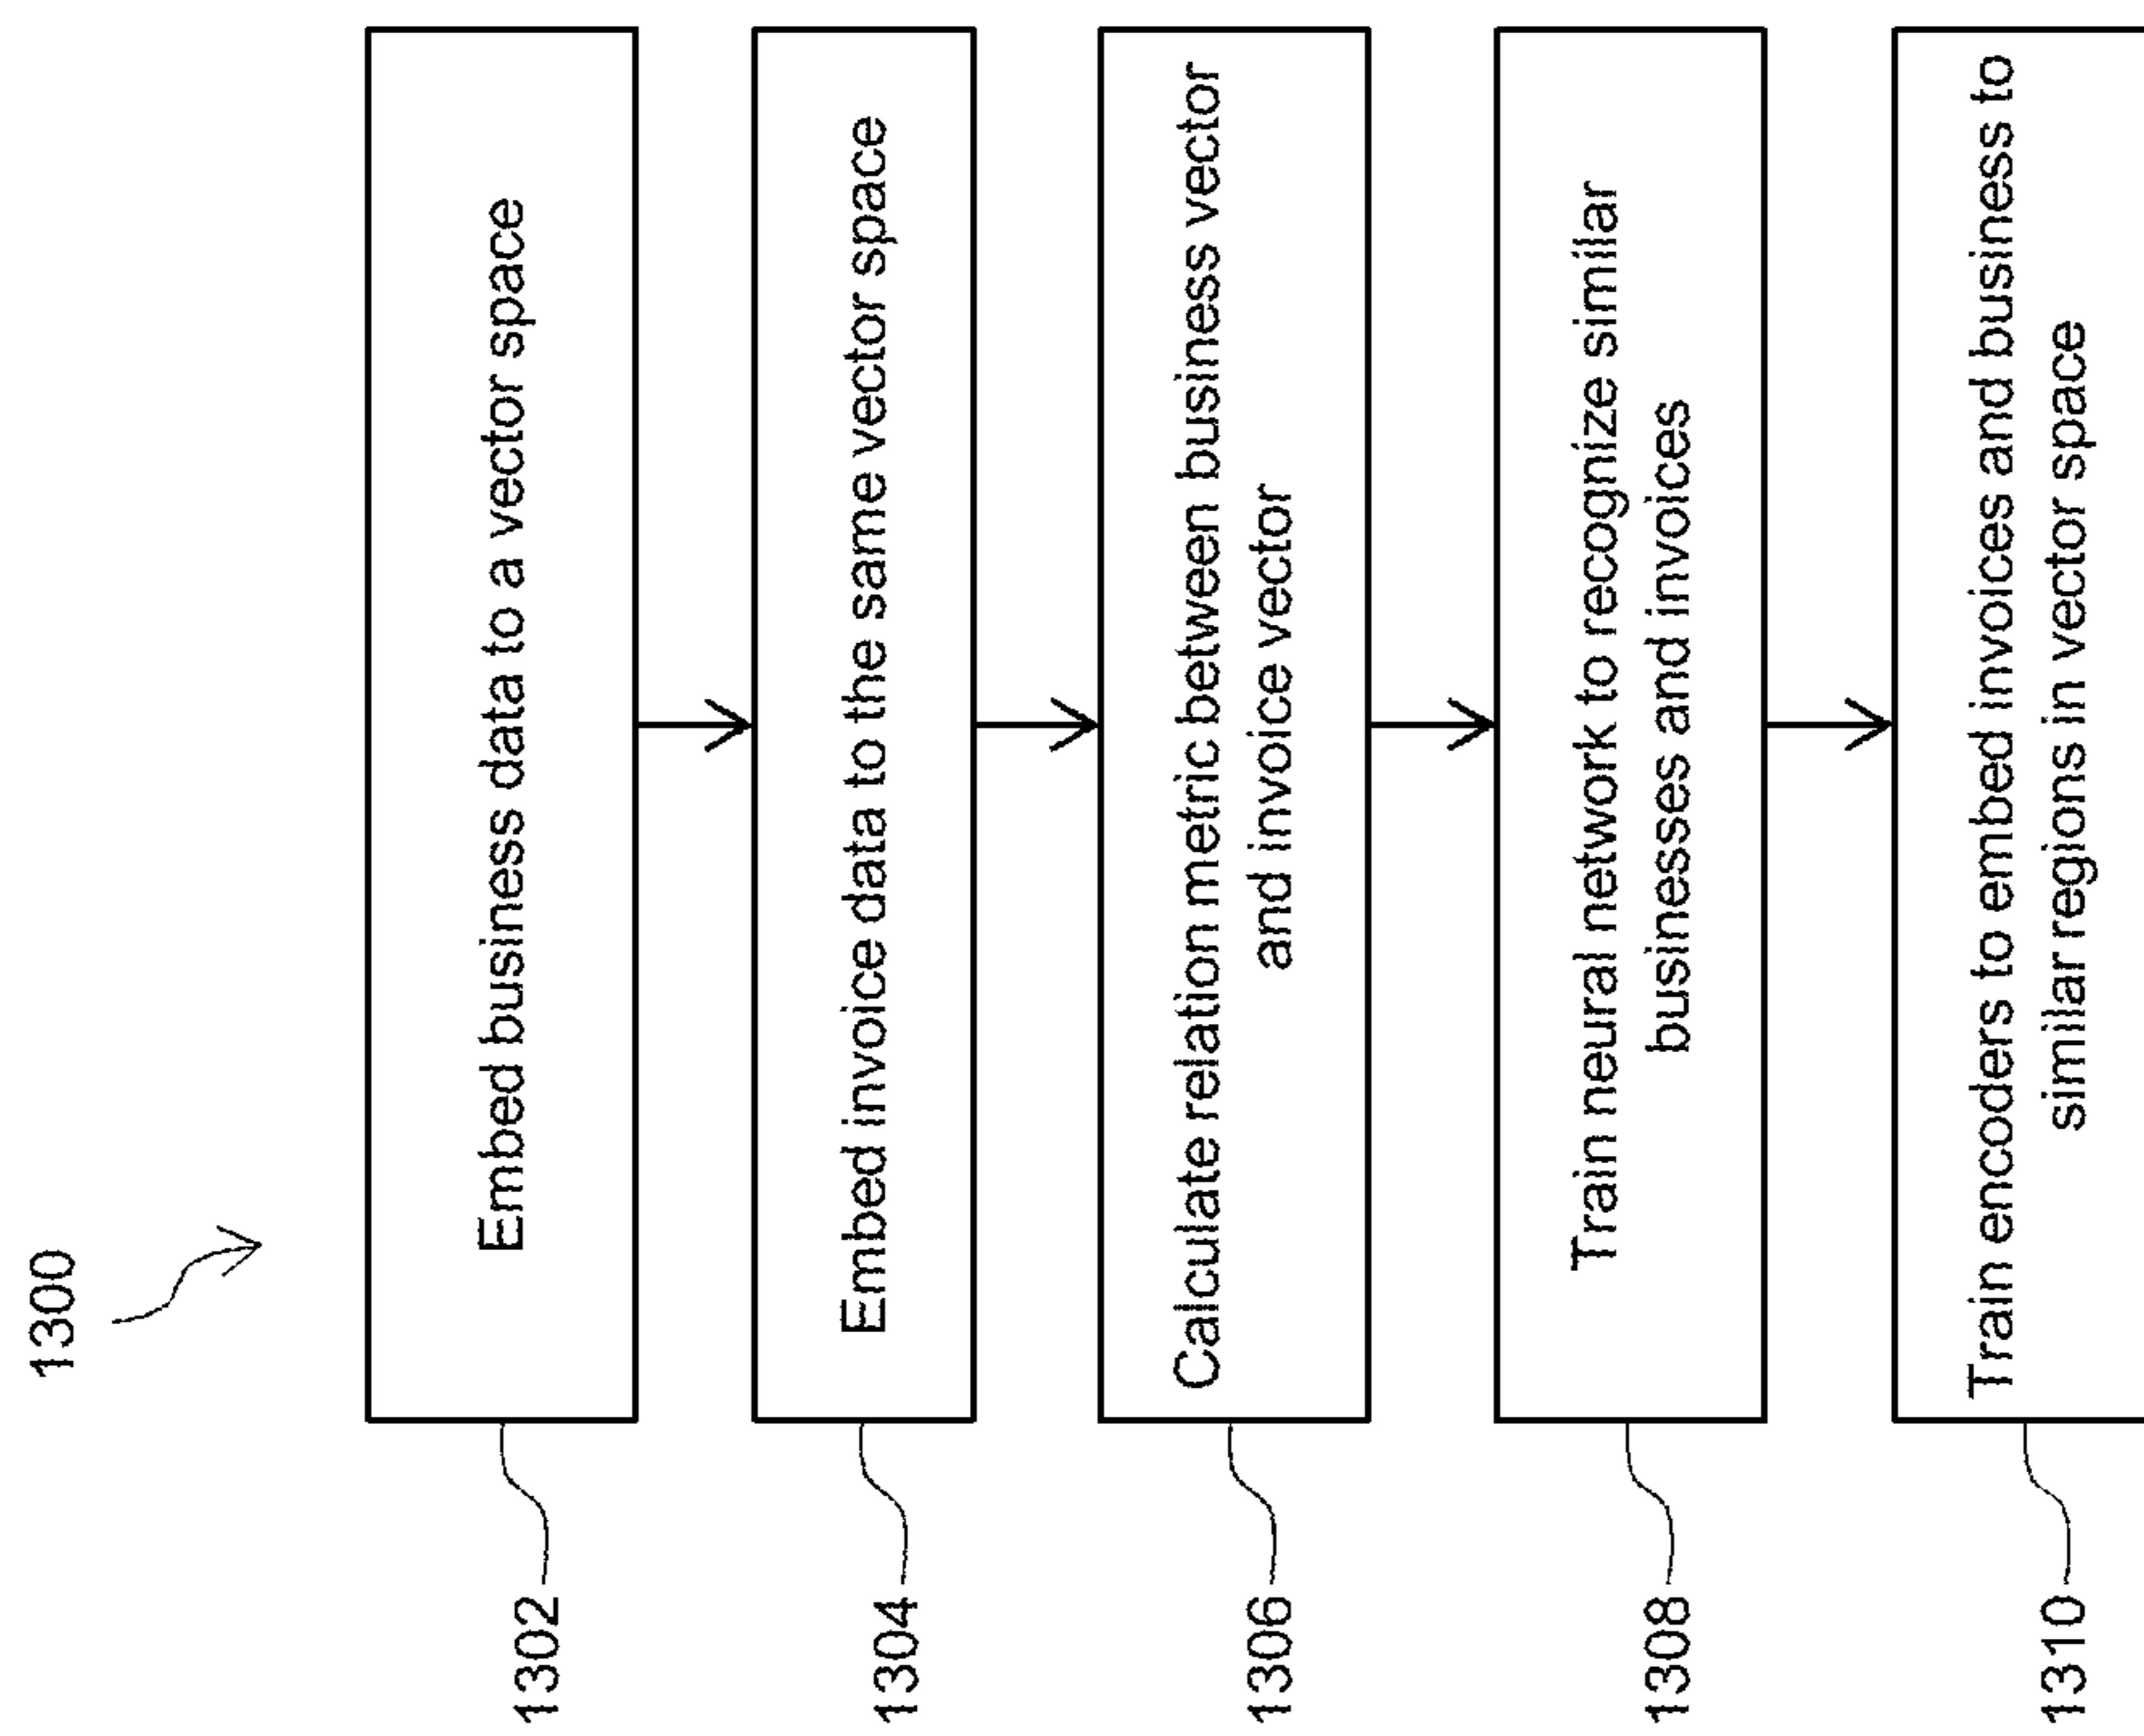 1300
1302
Embed business data to a vector space
1304
Embed invoice data to the same vector space
1306
Calculate relation metric between business vector
and invoice vector
1308
Train neural network to recognize similar
businesses and invoices
1310
Train encoders to embed invoices and business to
similar regions in vector space